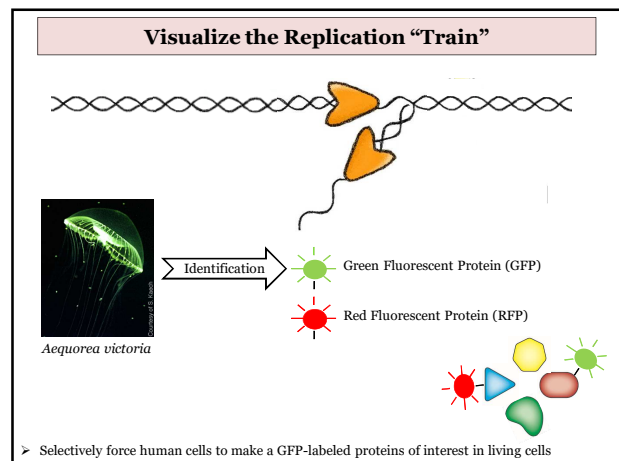 Visualize the Replication “Train”
Identification
Green Fluorescent Protein (GFP)
Courtesy of S. Kaech
Red Fluorescent Protein (RFP)
Aequorea victoria
➢ Selectively force human cells to make a GFP-labeled proteins of interest in living cells